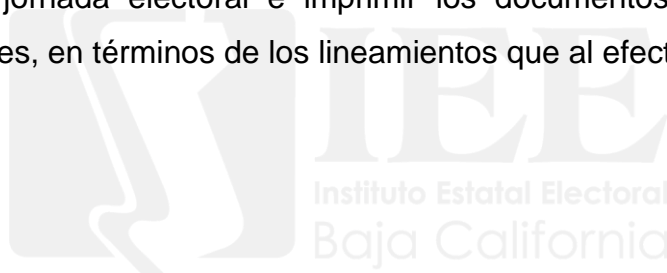 jornada electoral e imprimir los documentos
es, en términos de los lineamientos que al efect
IEE
Instituto Estatal Electoral
Baja California